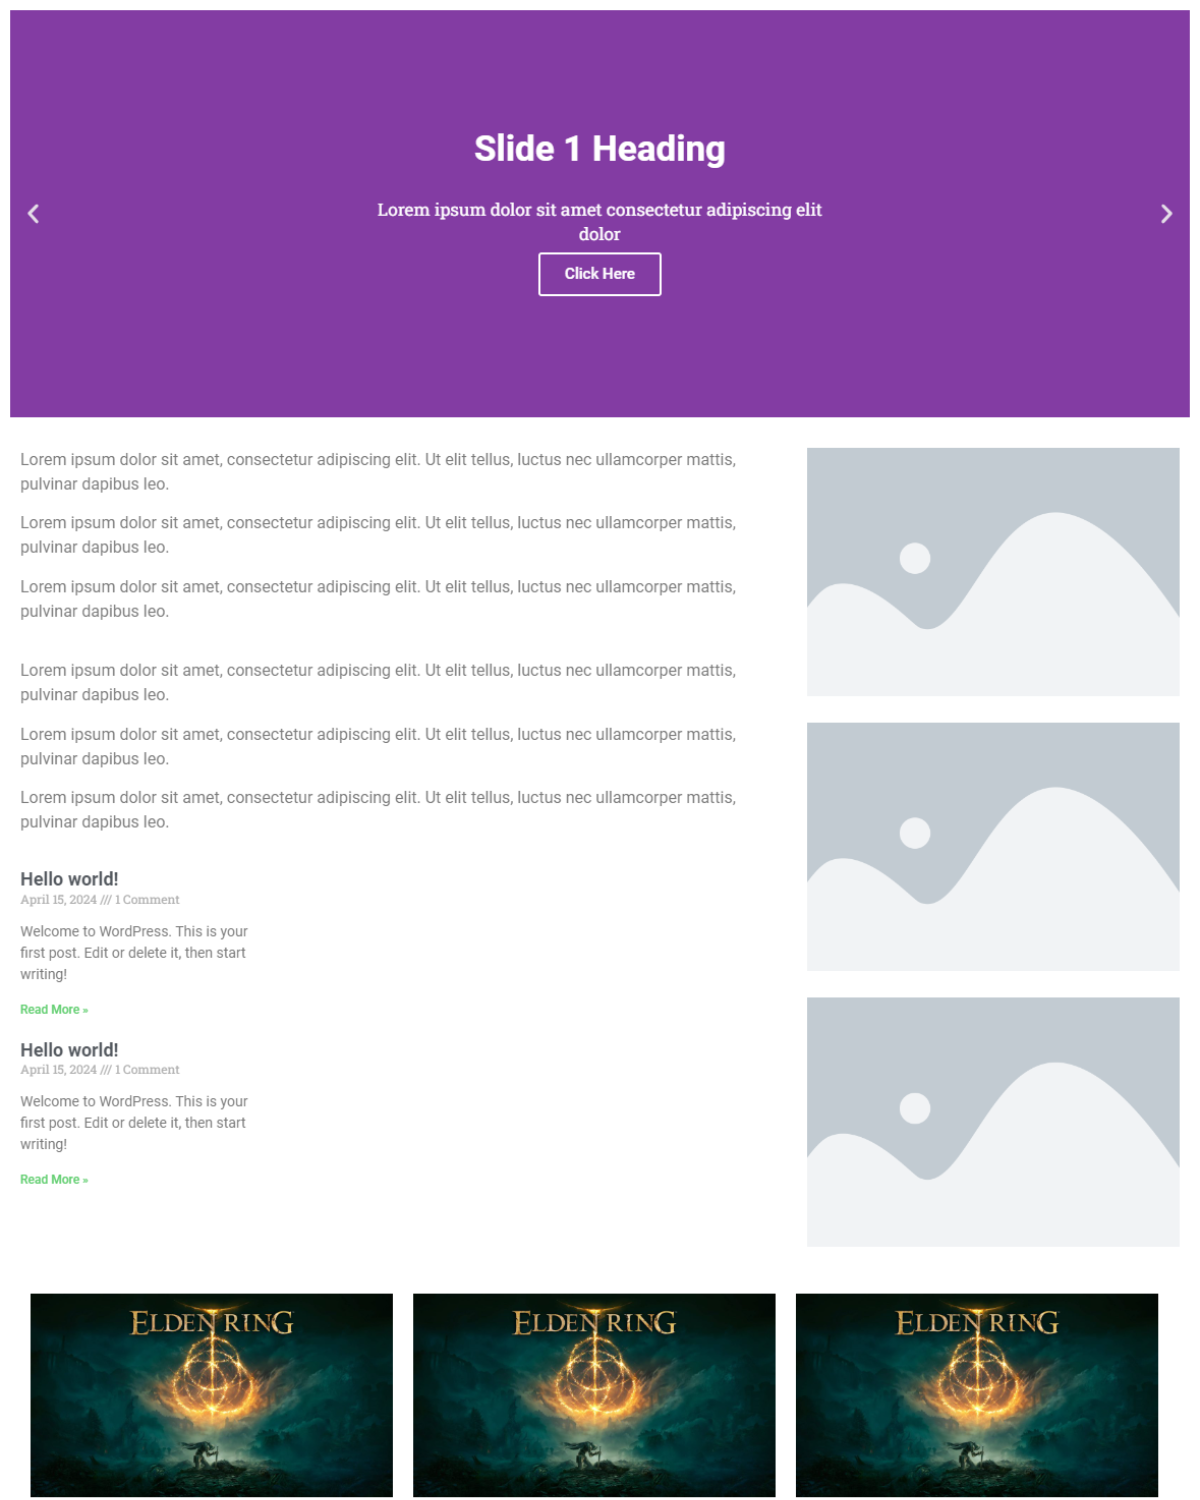 Slide 1 Heading
Lorem ipsum dolor sit amet consectetur adipiscing elit
dolor
Click Here
Lorem ipsum dolor sit amet, consectetur adipiscing elit. Ut elit tellus, luctus nec ullamcorper mattis,
pulvinar dapibus leo.
Lorem ipsum dolor sit amet, consectetur adipiscing elit. Ut elit tellus, luctus nec ullamcorper mattis,
pulvinar dapibus leo.
Lorem ipsum dolor sit amet, consectetur adipiscing elit. Ut elit tellus, luctus nec ullamcorper mattis,
pulvinar dapibus leo.
Lorem ipsum dolor sit amet, consectetur adipiscing elit. Ut elit tellus, luctus nec ullamcorper mattis,
pulvinar dapibus leo.
Lorem ipsum dolor sit amet, consectetur adipiscing elit. Ut elit tellus, luctus nec ullamcorper mattis,
pulvinar dapibus leo.
Lorem ipsum dolor sit amet, consectetur adipiscing elit. Ut elit tellus, luctus nec ullamcorper mattis,
pulvinar dapibus leo.
Hello world!
April 15, 2024 /// 1 Comment
Welcome to WordPress. This is your
first post. Edit or delete it, then start
writing!
Read More »
Hello world!
April 15, 2024 /// 1 Comment
Welcome to WordPress. This is your
first post. Edit or delete it, then start
writing!
Read More »
ELDEN RING
ELDEN RING
ELDEN RING